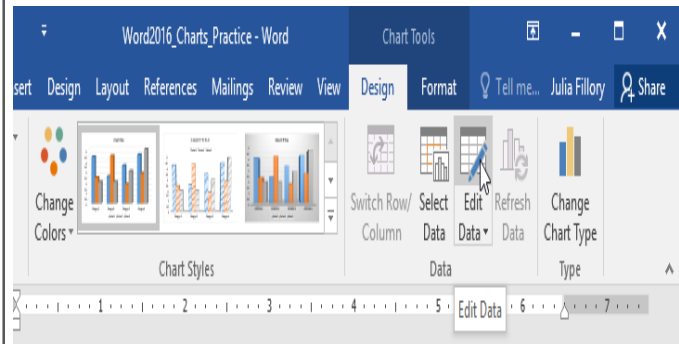 Word2016_Charts_Practice - Word
Chart Tools
sert Design Layout References Mailings Review View Design Format Tell me... Julia Fillory Share
Change Colors
Switch Row/ Column
Select Data
Edit Data
Refresh Data
Change Chart Type
Chart Styles
Data
Type
1 2 3 4 5 6 7
Edit Data